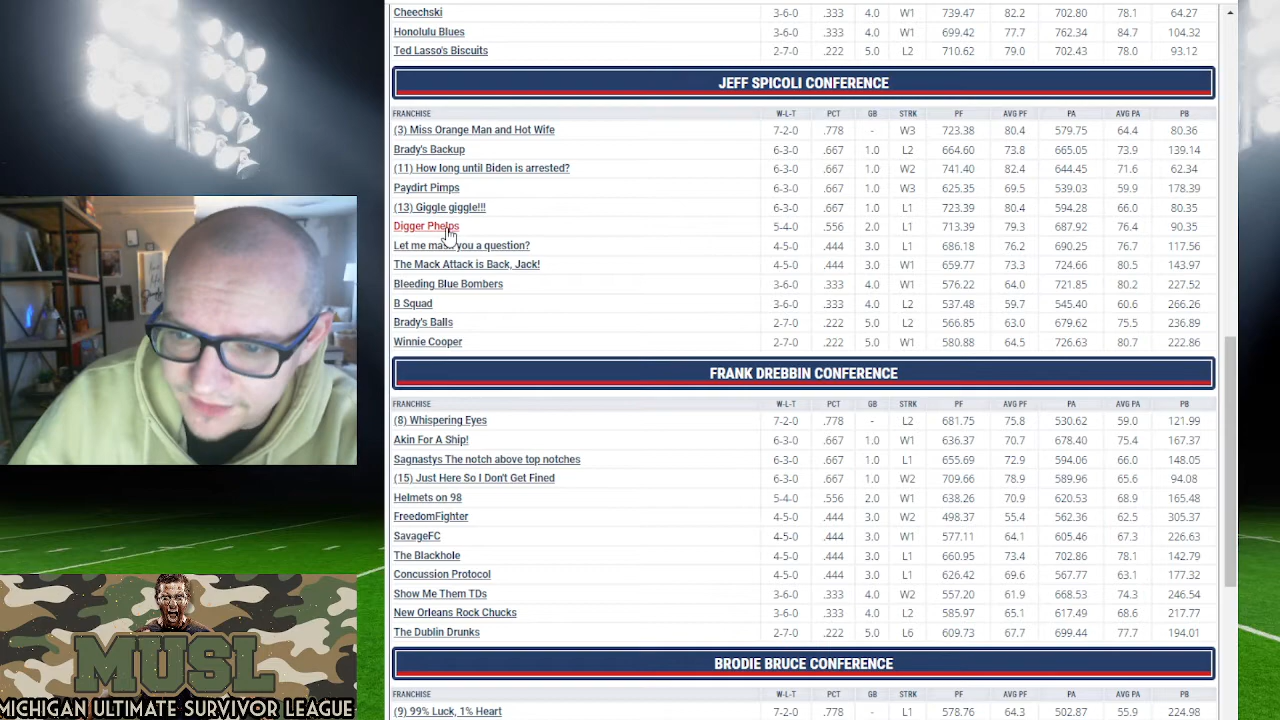 Cheechski 3-6-0 .333 4.0 W1 739.47 82.2 702.80 78.1 64.27
Honolulu Blues 3-6-0 .333 4.0 W1 699.42 77.7 762.34 84.7 104.32
Ted Lasso's Biscuits 2-7-0 .222 5.0 L2 710.62 79.0 702.43 78.0 93.12
JEFF SPICOLI CONFERENCE
FRANCHISE W-L-T PCT GB STRK PF AVG PF PA AVG PA PB
(3) Miss Orange Man and Hot Wife 7-2-0 .778 - W3 723.38 80.4 579.75 64.4 80.36
Brady's Backup 6-3-0 .667 1.0 L2 664.60 73.8 665.05 73.9 139.14
(11) How long until Biden is arrested? 6-3-0 .667 1.0 W2 741.40 82.4 644.45 71.6 62.34
Paydirt Pimps 6-3-0 .667 1.0 W3 625.35 69.5 539.03 59.9 178.39
(13) Giggle giggle!!! 6-3-0 .667 1.0 L1 723.39 80.4 594.28 66.0 80.35
Digger Phelps 5-4-0 .556 2.0 L1 713.39 79.3 687.92 76.4 90.35
Let me you a question? 4-5-0 .444 3.0 L1 686.18 76.2 690.25 76.7 117.56
The Mack Attack is Back, Jack! 4-5-0 .444 3.0 W1 659.77 73.3 724.66 80.5 143.97
Bleeding Blue Bombers 3-6-0 .333 4.0 W1 576.22 64.0 721.85 80.2 227.52
B Squad 3-6-0 .333 4.0 L2 537.48 59.7 545.40 60.6 266.26
Brady's Balls 2-7-0 .222 5.0 L2 566.85 63.0 679.62 75.5 236.89
Winnie Cooper 2-7-0 .222 5.0 W1 580.88 64.5 726.63 80.7 222.86
FRANK DREBBIN CONFERENCE
FRANCHISE W-L-T PCT GB STRK PF AVG PF PA AVG PA PB
(8) Whispering Eyes 7-2-0 .778 - L2 681.75 75.8 530.62 59.0 121.99
Akin For A Ship! 6-3-0 .667 1.0 W1 636.37 70.7 678.40 75.4 167.37
Sagnastys The notch above top notches 6-3-0 .667 1.0 L1 655.69 72.9 594.06 66.0 148.05
(15) Just Here So I Don't Get Fined 6-3-0 .667 1.0 W2 709.66 78.9 589.96 65.6 94.08
Helmets on 98 5-4-0 .556 2.0 W1 638.26 70.9 620.53 68.9 165.48
FreedomFighter 4-5-0 .444 3.0 W2 498.37 55.4 562.36 62.5 305.37
SavageFC 4-5-0 .444 3.0 W1 577.11 64.1 605.46 67.3 226.63
The Blackhole 4-5-0 .444 3.0 L1 660.95 73.4 702.86 78.1 142.79
Concussion Protocol 4-5-0 .444 3.0 L1 626.42 69.6 567.77 63.1 177.32
Show Me Them TDs 3-6-0 .333 4.0 W2 557.20 61.9 668.53 74.3 246.54
New Orleans Rock Chucks 3-6-0 .333 4.0 L2 585.97 65.1 617.49 68.6 217.77
The Dublin Drunks 2-7-0 .222 5.0 L6 609.73 67.7 699.44 77.7 194.01
BRODIE BRUCE CONFERENCE
FRANCHISE W-L-T PCT GB STRK PF AVG PF PA AVG PA PB
(9) 99% Luck, 1% Heart 7-2-0 .778 - L1 578.76 64.3 502.87 55.9 224.98
MUSL
MICHIGAN ULTIMATE SURVIVOR LEAGUE